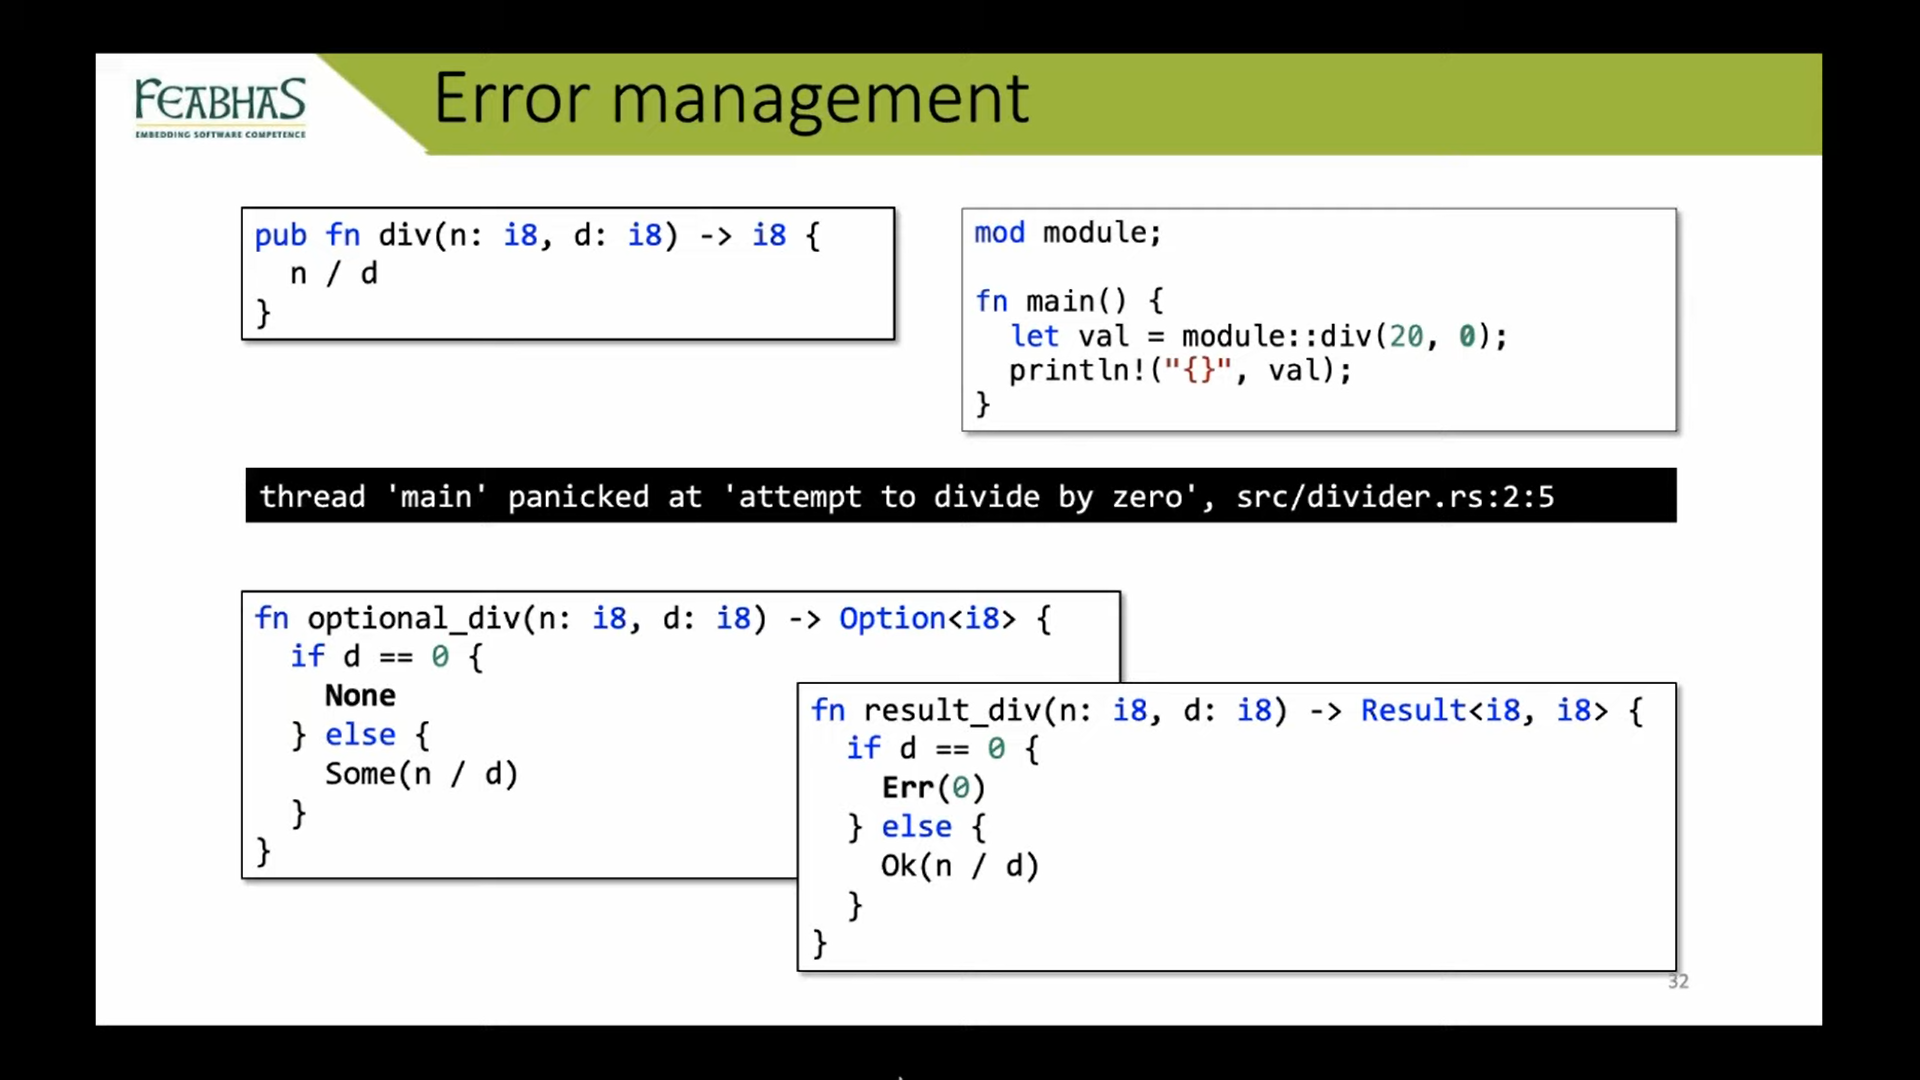 FEABHAS
EMBEDDING SOFTWARE COMPETENCE
Error management
pub fn div(n: i8, d: i8) -> i8 {
  n / d
}
mod module;
fn main() {
  let val = module::div(20, 0);
  println!("{}", val);
}
thread 'main' panicked at 'attempt to divide by zero', src/divider.rs:2:5
fn optional_div(n: i8, d: i8) -> Option<i8> {
  if d == 0 {
    None
  } else {
    Some(n / d)
  }
}
fn result_div(n: i8, d: i8) -> Result<i8, i8> {
  if d == 0 {
    Err(0)
  } else {
    Ok(n / d)
  }
}
32